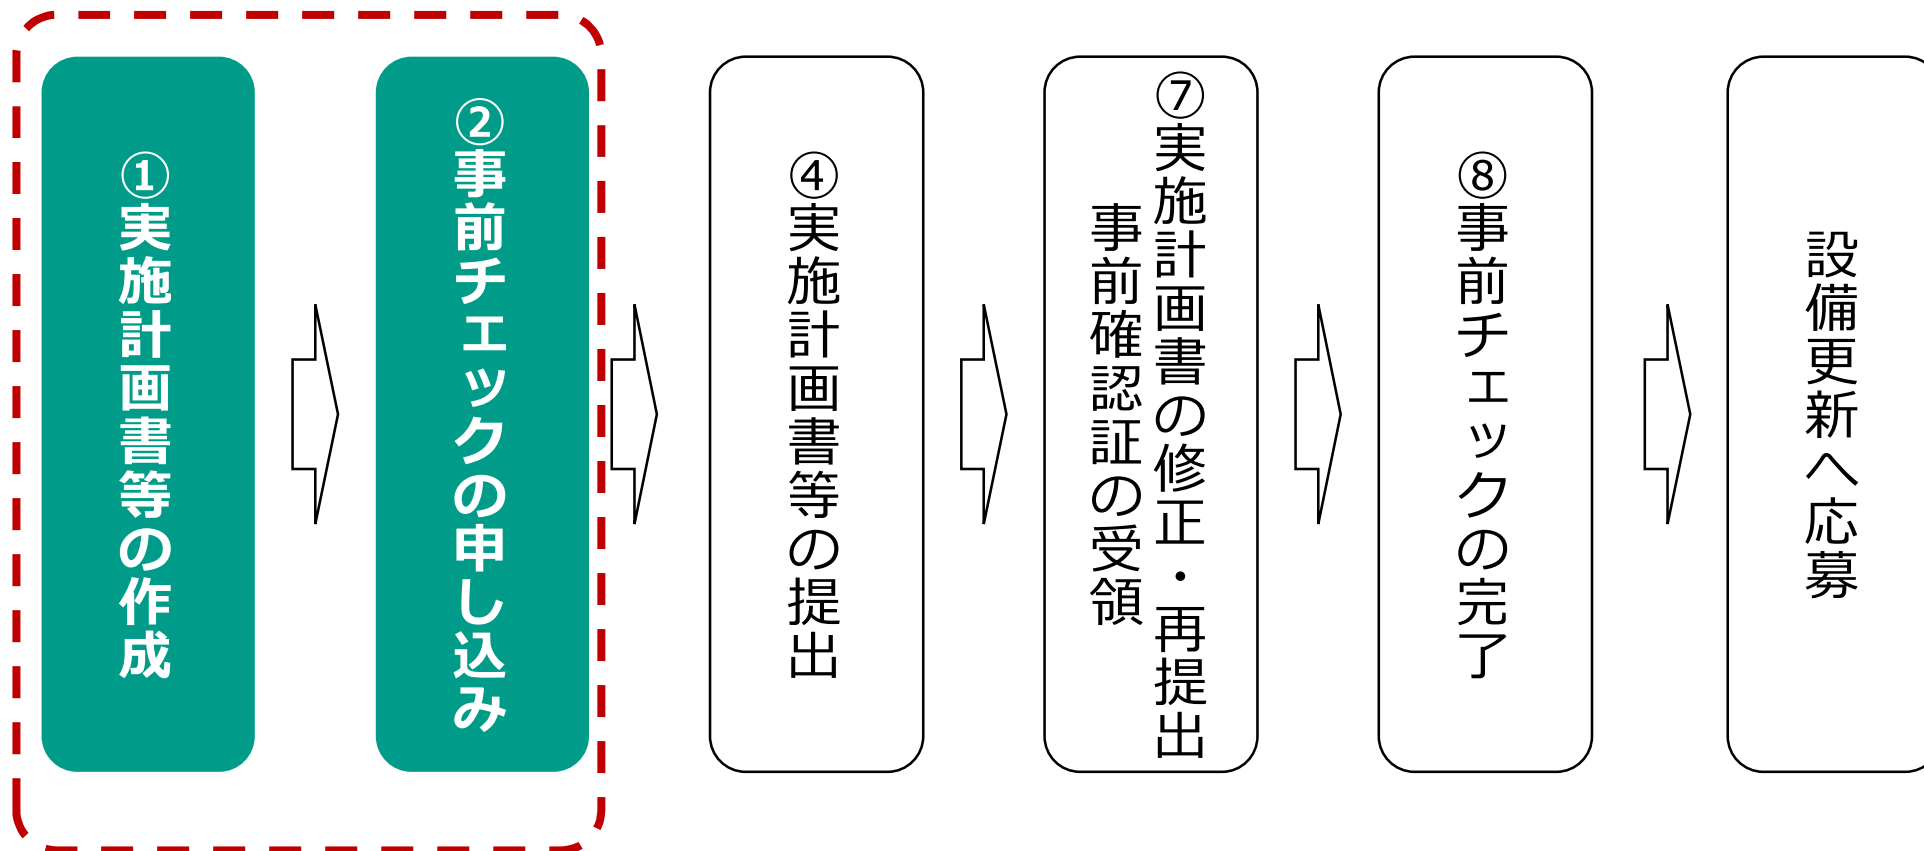 ①実施計画書等の作成
②事前チェックの申し込み
④実施計画書等の提出
⑦実施計画書の修正・再提出
事前確認証の受領
⑧事前チェックの完了
設備更新へ応募